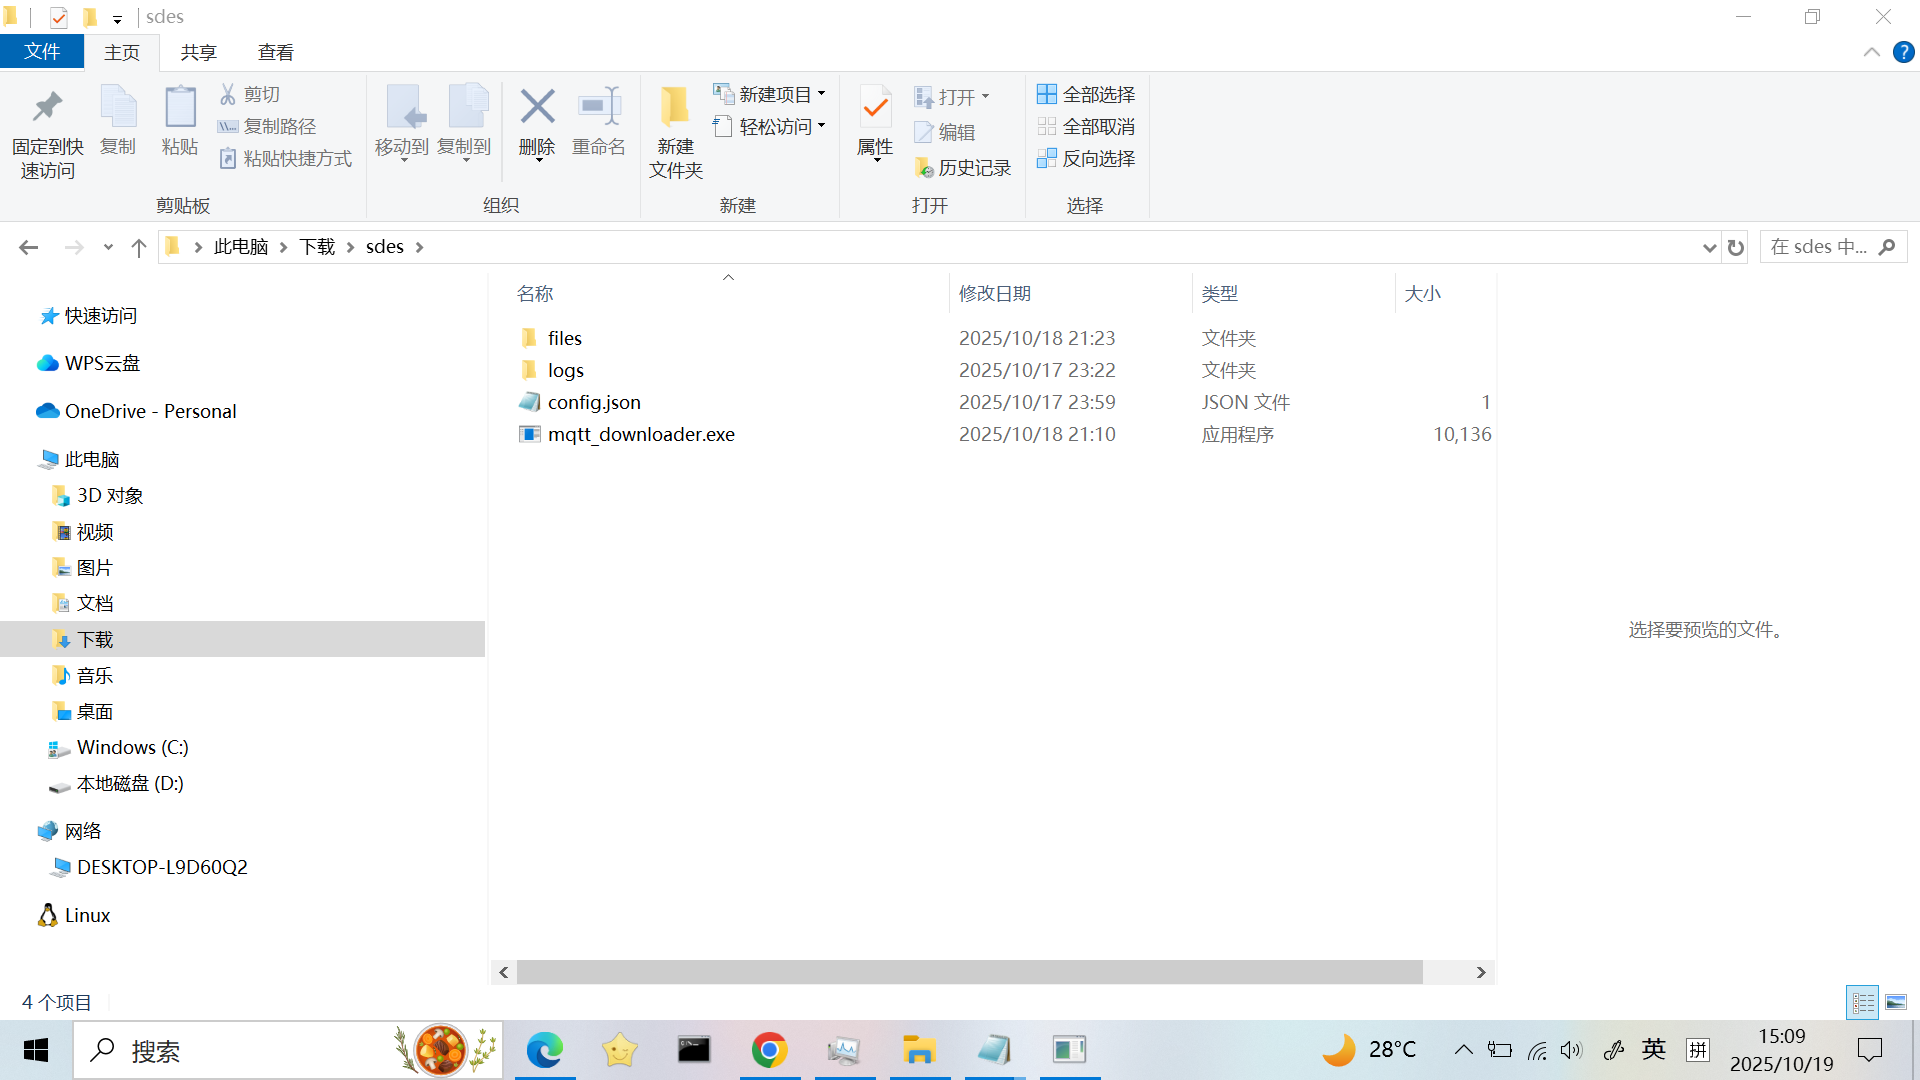 sdes
文件 主页 共享 查看
固定到快速访问
复制
粘贴
剪切
复制路径
粘贴快捷方式
移动到
复制到
删除
重命名
新建
文件夹
新建项目
轻松访问
属性
打开
编辑
历史记录
全部选择
全部取消
反向选择
剪贴板 组织 新建 打开 选择
此电脑 下载 sdes
在 sdes 中...
名称 修改日期 类型 大小
files 2025/10/18 21:23 文件夹
logs 2025/10/17 23:22 文件夹
config.json 2025/10/17 23:59 JSON 文件 1
mqtt_downloader.exe 2025/10/18 21:10 应用程序 10,136
快速访问
WPS云盘
OneDrive - Personal
此电脑
3D 对象
视频
图片
文档
下载
音乐
桌面
Windows (C:)
本地磁盘 (D:)
网络
DESKTOP-L9D60Q2
Linux
选择要预览的文件。
4 个项目
搜索
28°C
英
拼
15:09
2025/10/19